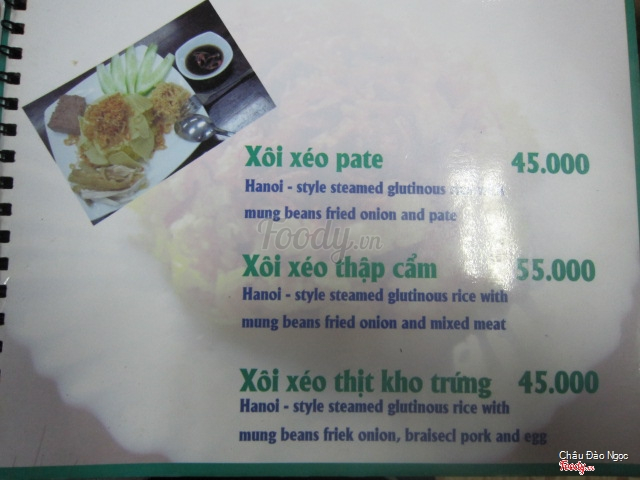 Xôi xéo pate 45.000
Hanoi - style steamed glutinous rice with
mung beans fried onion and pate
Foody.vn
Xôi xéo thập cẩm 55.000
Hanoi - style steamed glutinous rice with
mung beans fried onion and mixed meat
Xôi xéo thịt kho trứng 45.000
Hanoi - style steamed glutinous rice with
mung beans friek onion, braisecl pork and egg
Châu Đào Ngọc
Foody.vn